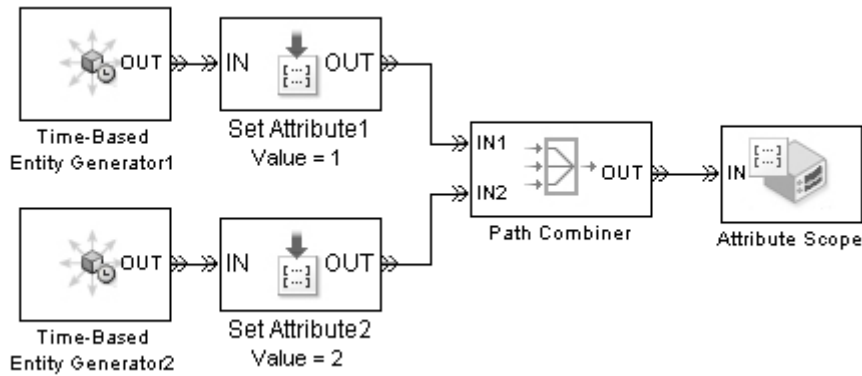 OUT
IN
OUT
Time-Based
Entity Generator1
Set Attribute1
Value = 1
IN1
IN2
OUT
Path Combiner
IN
Attribute Scope
OUT
IN
OUT
Time-Based
Entity Generator2
Set Attribute2
Value = 2